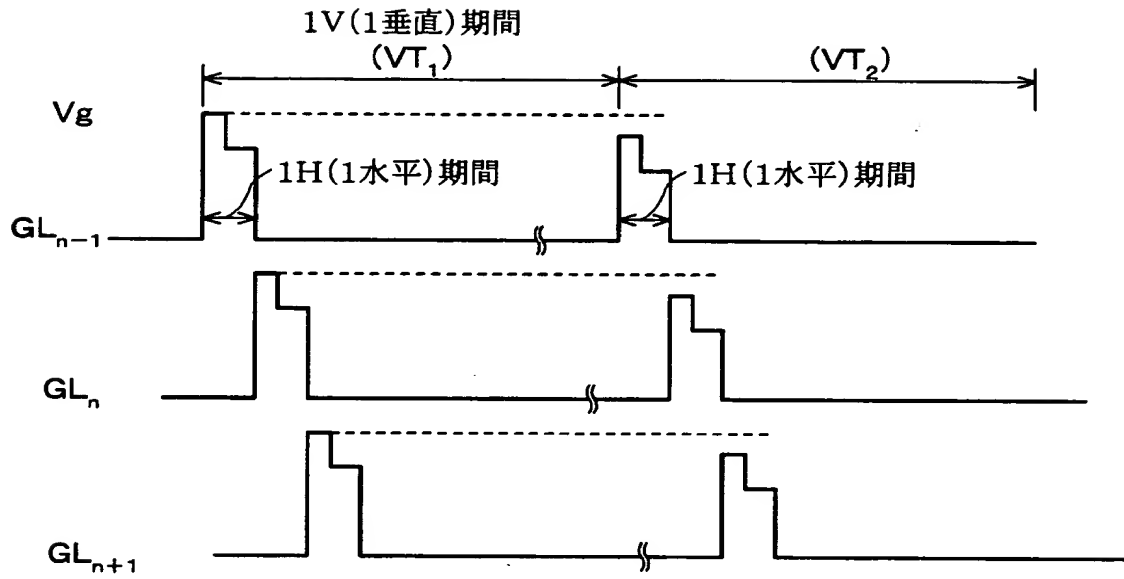 1V(1垂直)期間
(VT₁)
(VT₂)
Vg
1H(1水平)期間
1H(1水平)期間
GLₙ₋₁
GLₙ
GLₙ₊₁